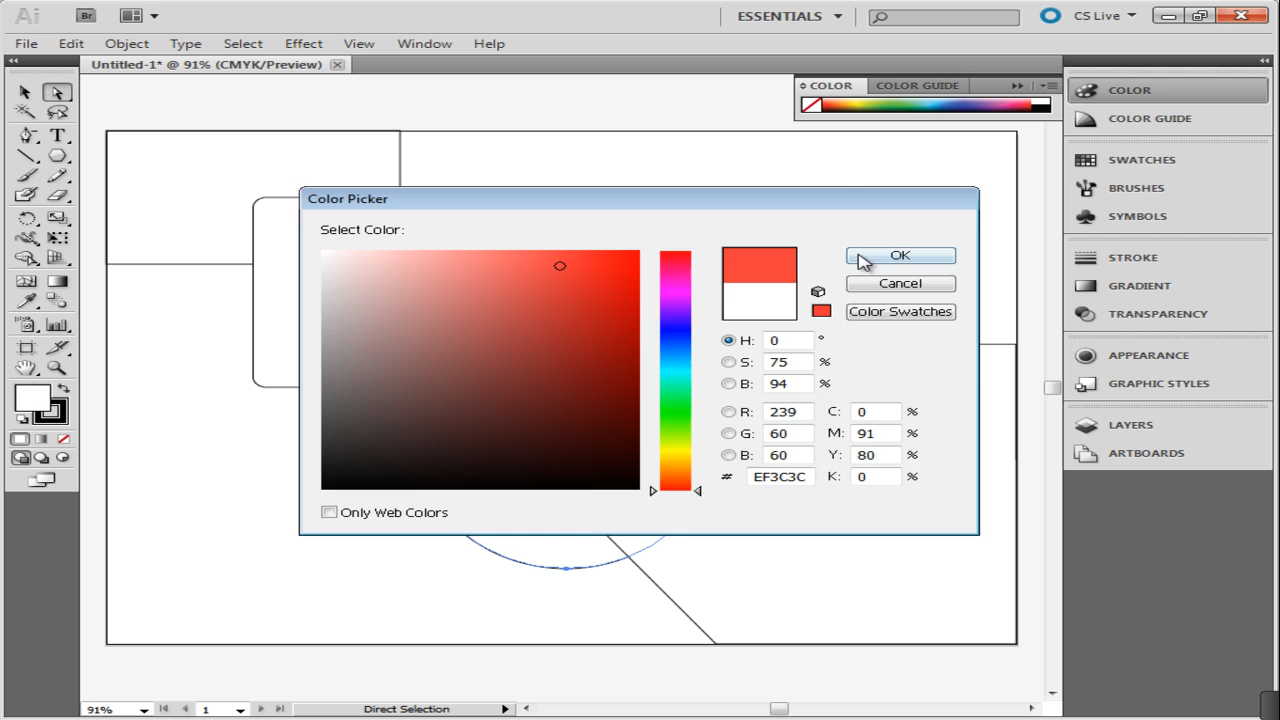 Ai
Br
ESSENTIALS
CS Live
File Edit Object Type Select Effect View Window Help
Untitled-1* @ 91% (CMYK/Preview)
COLOR
COLOR GUIDE
COLOR
COLOR GUIDE
SWATCHES
BRUSHES
SYMBOLS
STROKE
GRADIENT
TRANSPARENCY
APPEARANCE
GRAPHIC STYLES
LAYERS
ARTBOARDS
T
Color Picker
Select Color:
OK
Cancel
Color Swatches
H: 0 °
S: 75 %
B: 94 %
R: 239 C: 0 %
G: 60 M: 91 %
B: 60 Y: 80 %
# EF3C3C K: 0 %
Only Web Colors
91% 1 Direct Selection